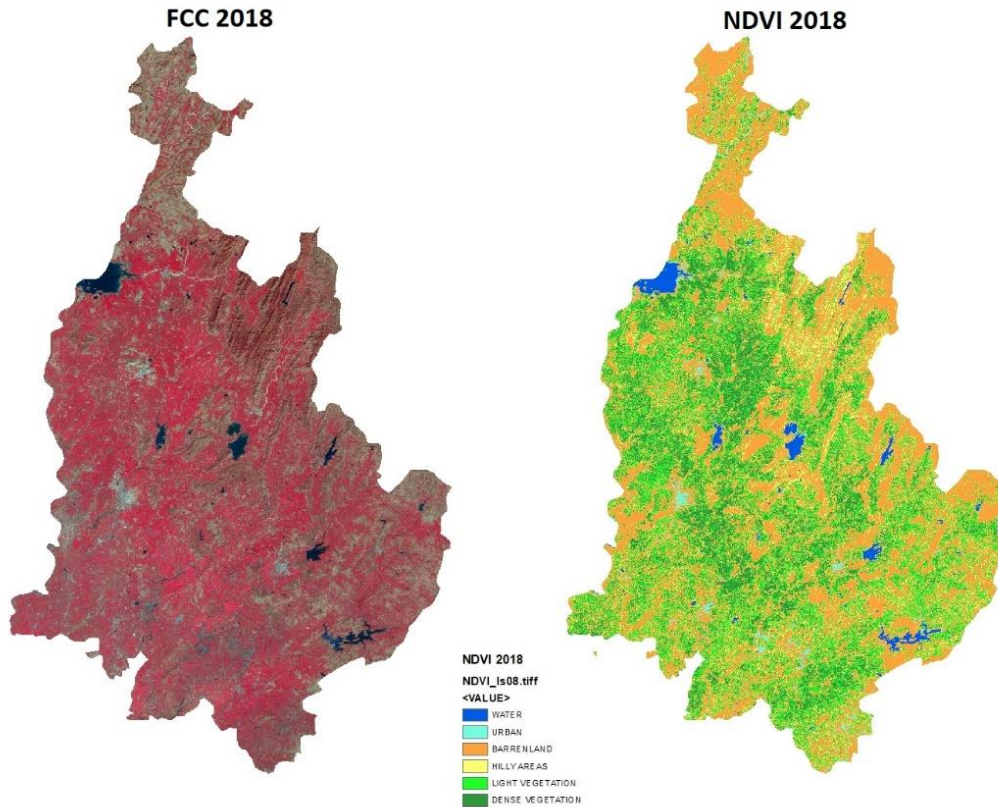 FCC 2018
NDVI 2018
NDVI 2018
NDVI_ls08.tiff
<VALUE>
WATER
URBAN
BARRENLAND
HILLY AREAS
LIGHT VEGETATION
DENSE VEGETATION